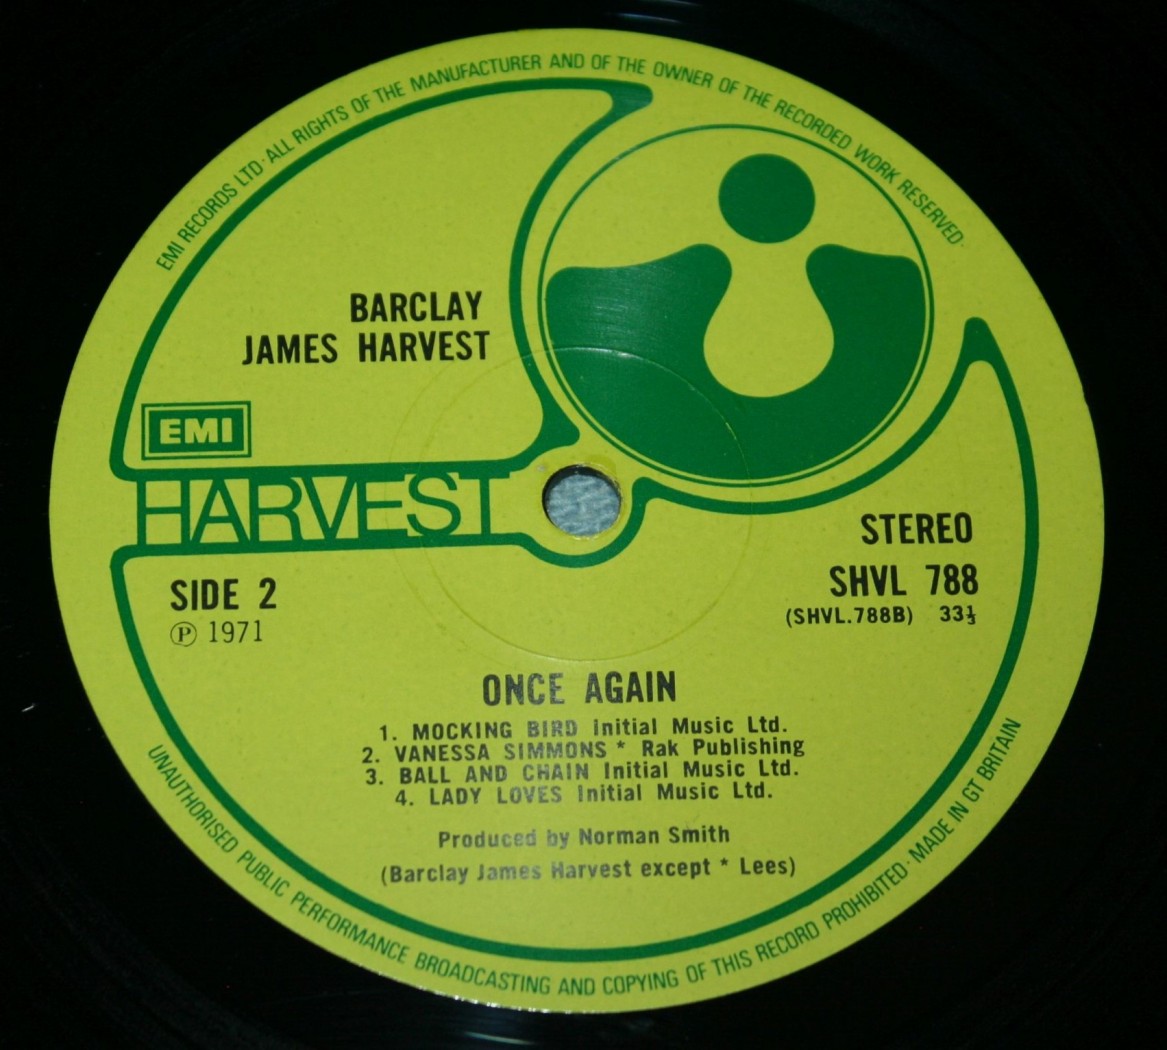 EMI RECORDS LTD · ALL RIGHTS OF THE MANUFACTURER AND OF THE OWNER OF THE RECORDED WORK RESERVED ·
BARCLAY
JAMES HARVEST
EMI
HARVEST
STEREO
SHVL 788
(SHVL.788B) 33⅓
SIDE 2
Ⓟ 1971
ONCE AGAIN
1. MOCKING BIRD Initial Music Ltd.
2. VANESSA SIMMONS * Rak Publishing
3. BALL AND CHAIN Initial Music Ltd.
4. LADY LOVES Initial Music Ltd.
Produced by Norman Smith
(Barclay James Harvest except * Lees)
UNAUTHORISED PUBLIC PERFORMANCE BROADCASTING AND COPYING OF THIS RECORD PROHIBITED · MADE IN GT BRITAIN